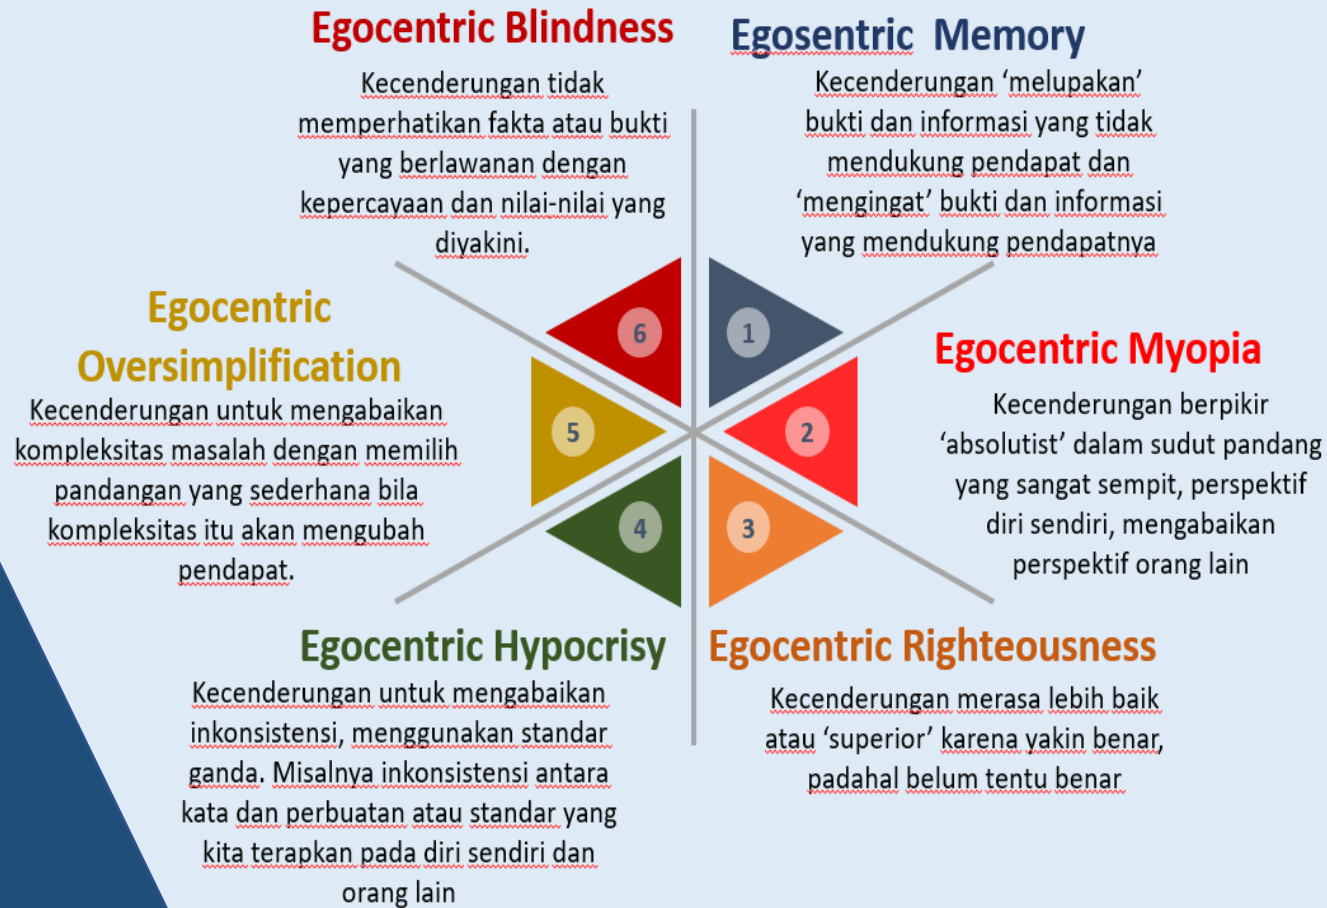 Egosentric Memory
Kecenderungan ‘melupakan’
bukti dan informasi yang tidak
mendukung pendapat dan
‘mengingat’ bukti dan informasi
yang mendukung pendapatnya
1
Egocentric Myopia
Kecenderungan berpikir
‘absolutist’ dalam sudut pandang
yang sangat sempit, perspektif
diri sendiri, mengabaikan
perspektif orang lain
2
Egocentric Righteousness
Kecenderungan merasa lebih baik
atau ‘superior’ karena yakin benar,
padahal belum tentu benar
3
Egocentric Hypocrisy
Kecenderungan untuk mengabaikan
inkonsistensi, menggunakan standar
ganda. Misalnya inkonsistensi antara
kata dan perbuatan atau standar yang
kita terapkan pada diri sendiri dan
orang lain
4
Egocentric
Oversimplification
Kecenderungan untuk mengabaikan
kompleksitas masalah dengan memilih
pandangan yang sederhana bila
kompleksitas itu akan mengubah
pendapat.
5
Egocentric Blindness
Kecenderungan tidak
memperhatikan fakta atau bukti
yang berlawanan dengan
kepercayaan dan nilai-nilai yang
diyakini.
6